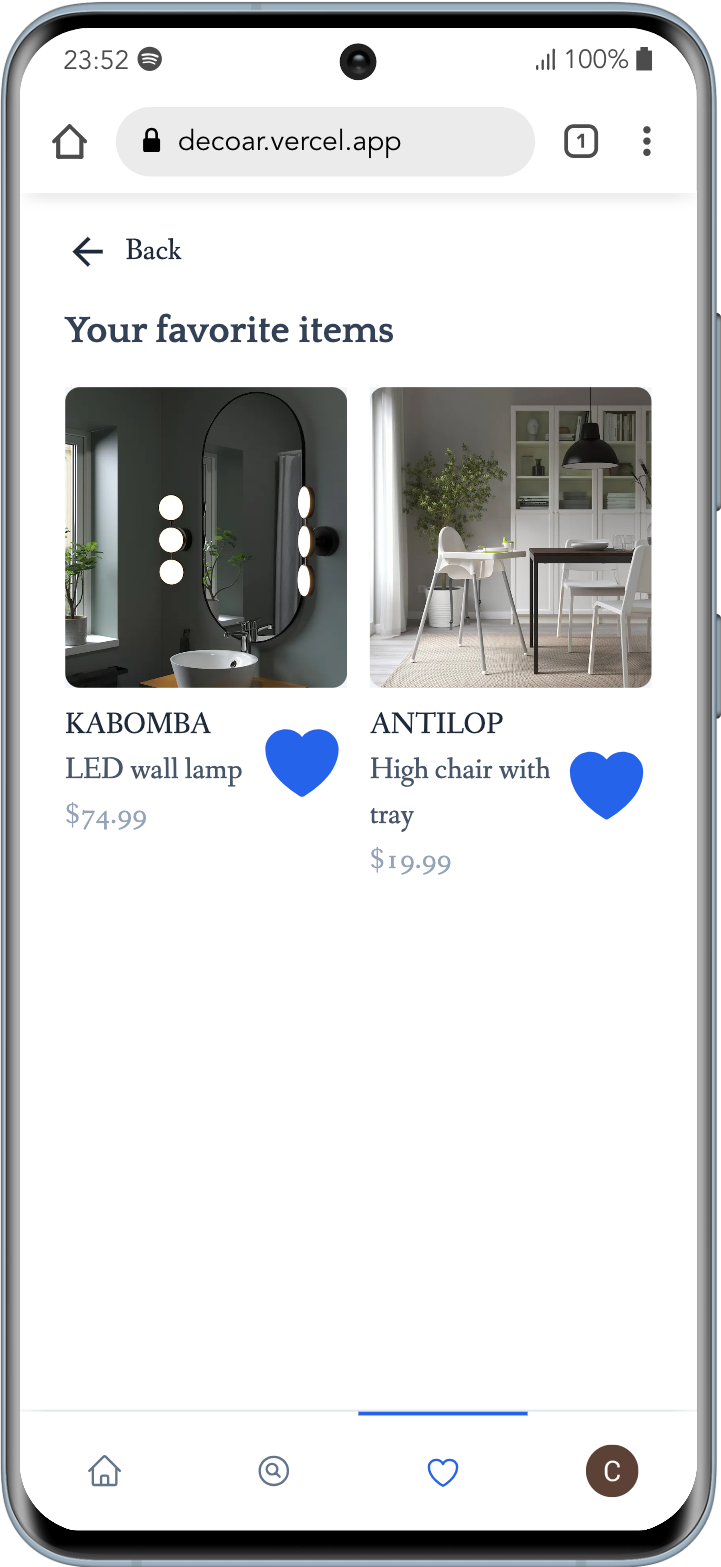 23:52
100%
decoar.vercel.app
1
Back
Your favorite items
KABOMBA
LED wall lamp
$74.99
ANTILOP
High chair with
tray
$19.99
C